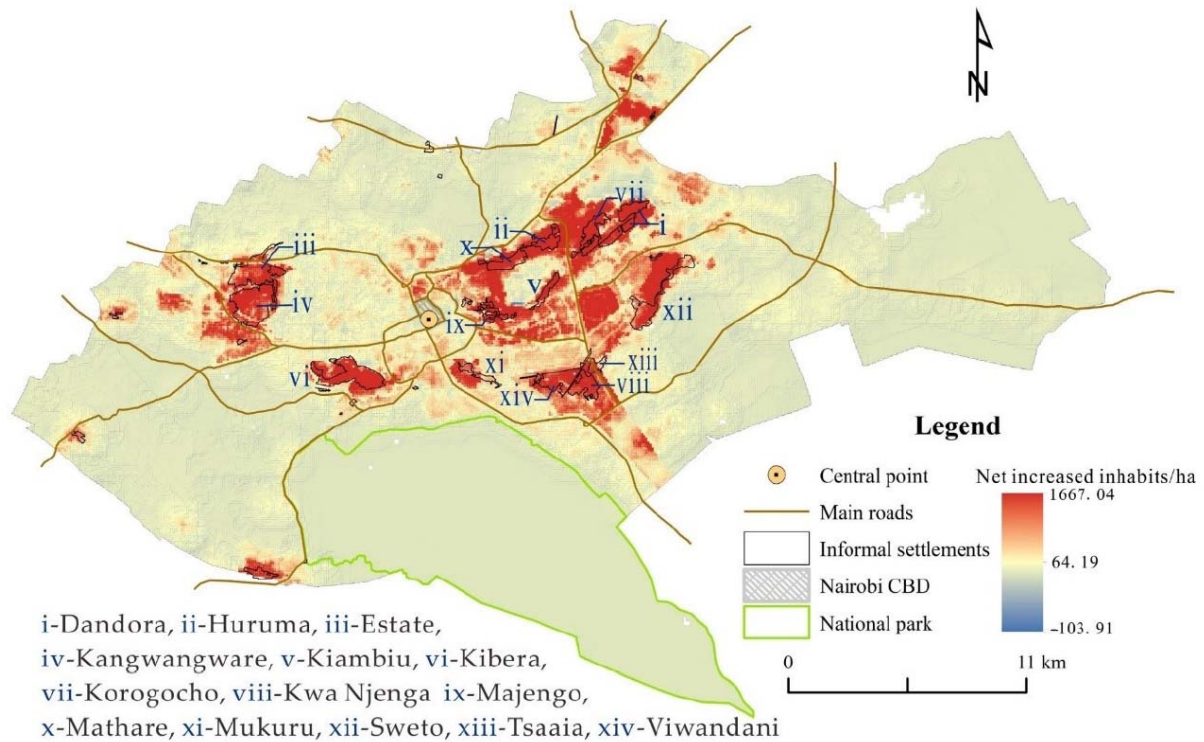 N
vii
ii
i
x
iii
v
iv
ix
xii
xi
xiii
vi
xiv
viii
Legend
Central point
Main roads
Informal settlements
Nairobi CBD
National park
Net increased inhabits/ha
1667.04
64.19
-103.91
0 11 km
i-Dandora, ii-Huruma, iii-Estate,
iv-Kangwangware, v-Kiambiu, vi-Kibera,
vii-Korogocho, viii-Kwa Njenga ix-Majengo,
x-Mathare, xi-Mukuru, xii-Sweto, xiii-Tsaaia, xiv-Viwandani